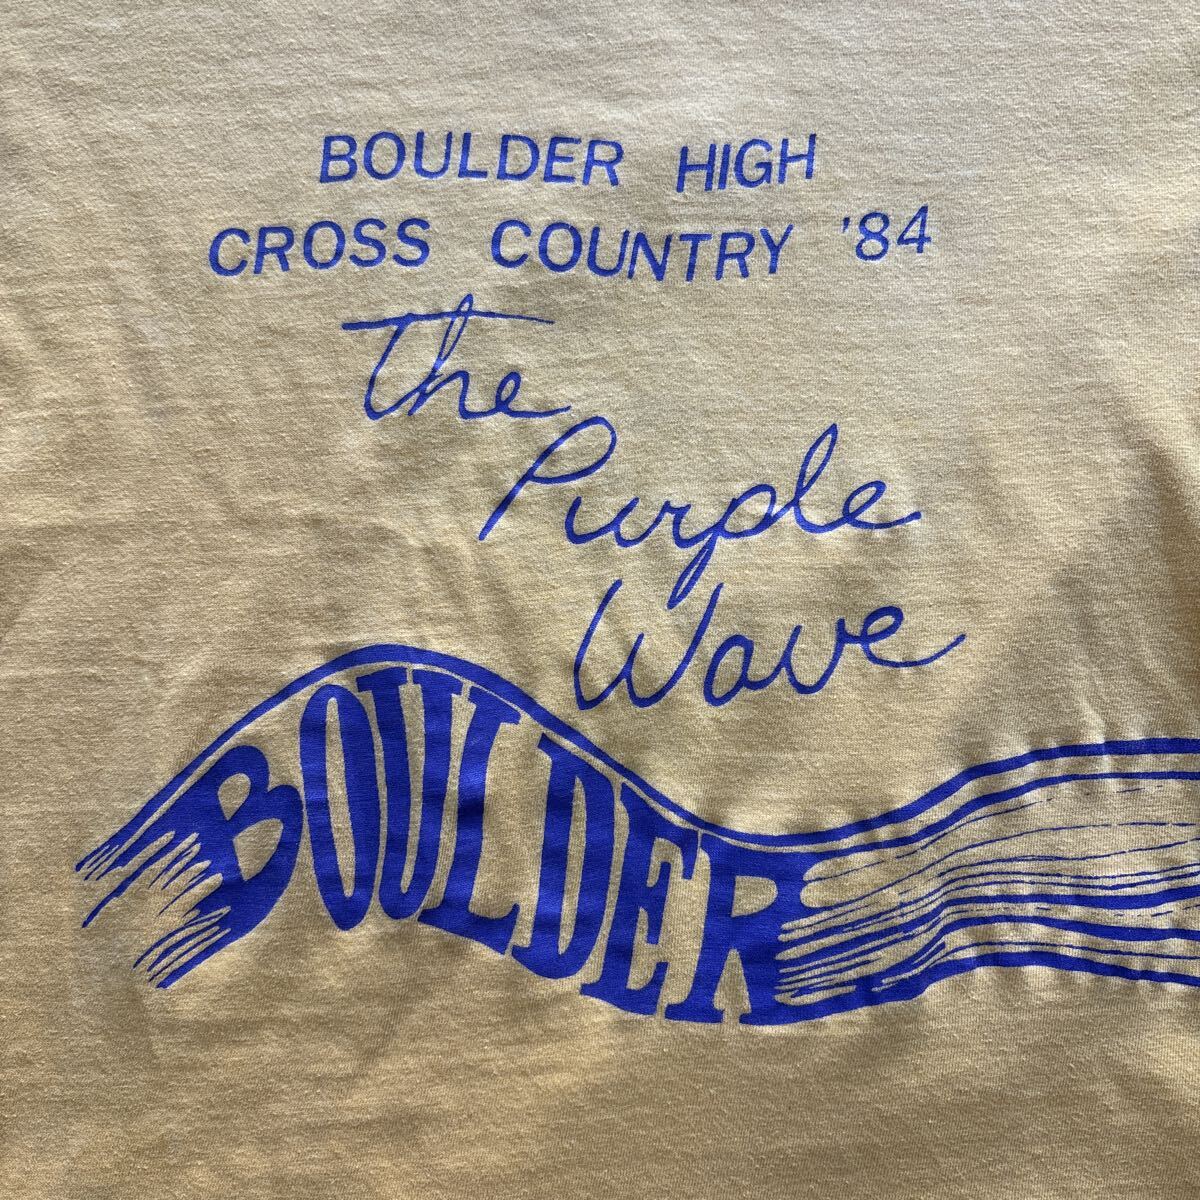 BOULDER HIGH
CROSS COUNTRY '84
The
Purple
Wave
BOULDER